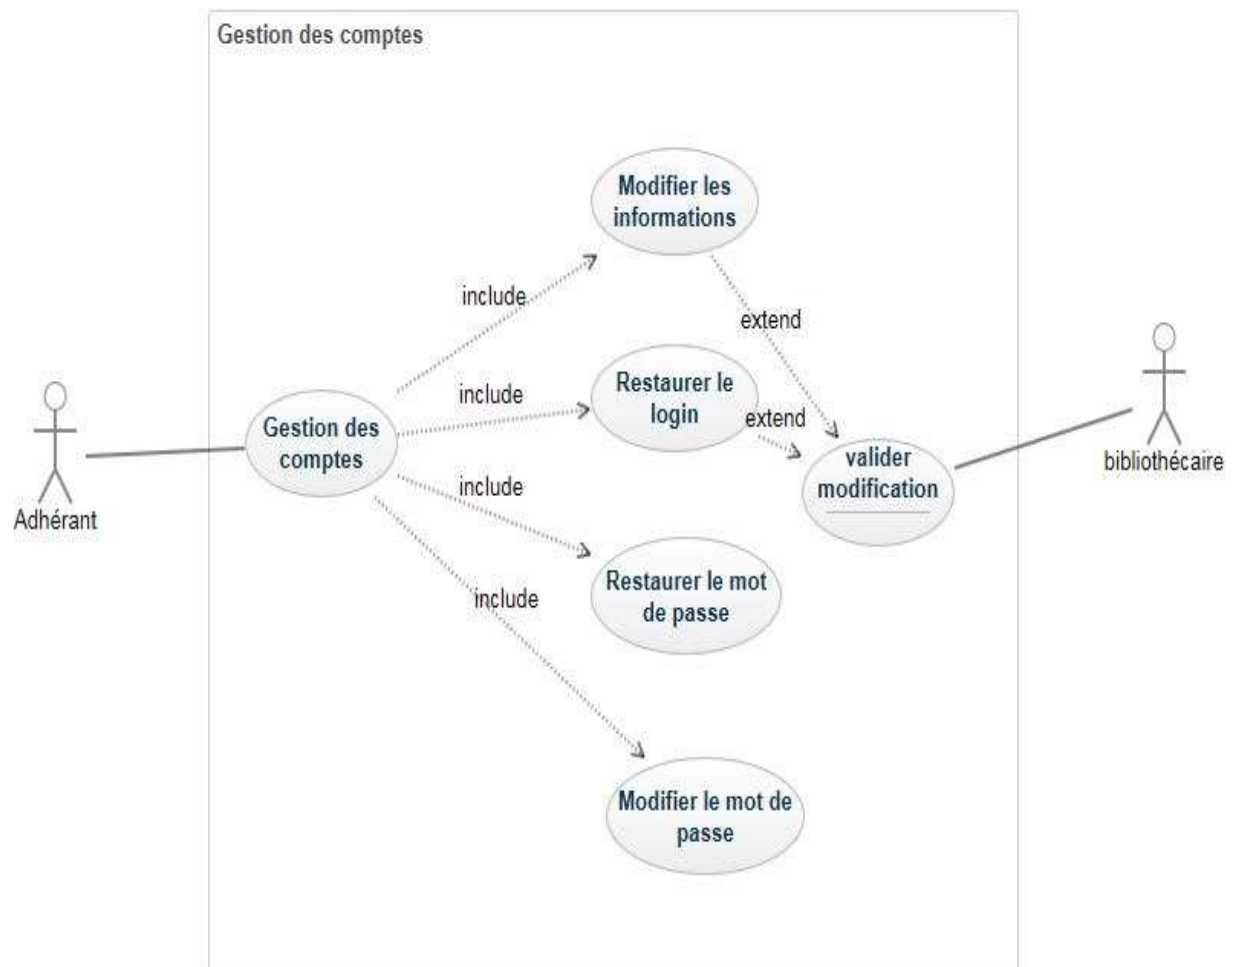 Gestion des comptes
Modifier les
informations
include
extend
Restaurer le
login
include
extend
Gestion des
comptes
valider
modification
bibliothécaire
Adhérant
include
Restaurer le mot
de passe
include
Modifier le mot de
passe